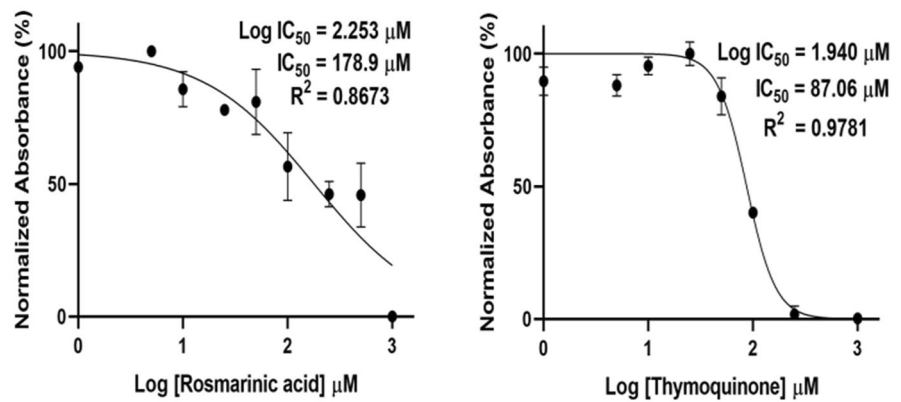 Normalized Absorbance (%)
100
50
0
0
1
2
3
Log IC50 = 2.253 µM
IC50 = 178.9 µM
R2 = 0.8673
Log [Rosmarinic acid] µM
Normalized Absorbance (%)
100
50
0
0
1
2
3
Log IC50 = 1.940 µM
IC50 = 87.06 µM
R2 = 0.9781
Log [Thymoquinone] µM